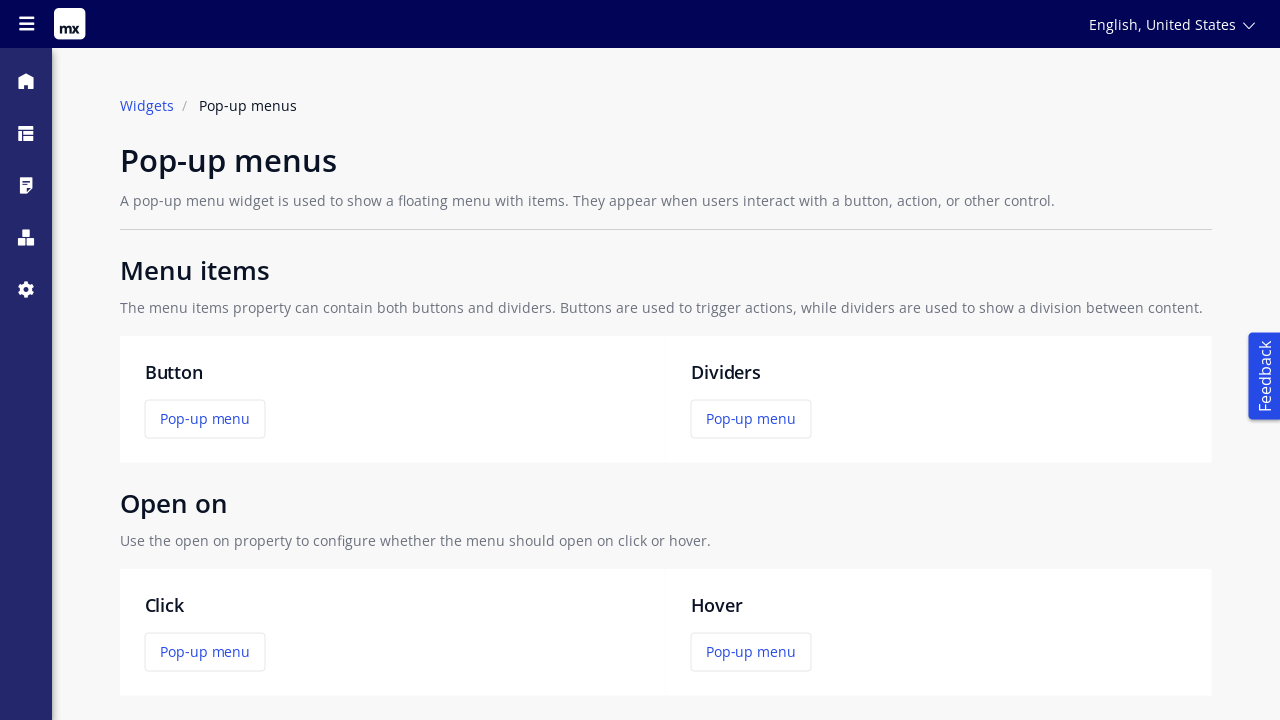 mx
English, United States
Widgets / Pop-up menus
Pop-up menus
A pop-up menu widget is used to show a floating menu with items. They appear when users interact with a button, action, or other control.
Menu items
The menu items property can contain both buttons and dividers. Buttons are used to trigger actions, while dividers are used to show a division between content.
Button
Pop-up menu
Dividers
Pop-up menu
Feedback
Open on
Use the open on property to configure whether the menu should open on click or hover.
Click
Pop-up menu
Hover
Pop-up menu